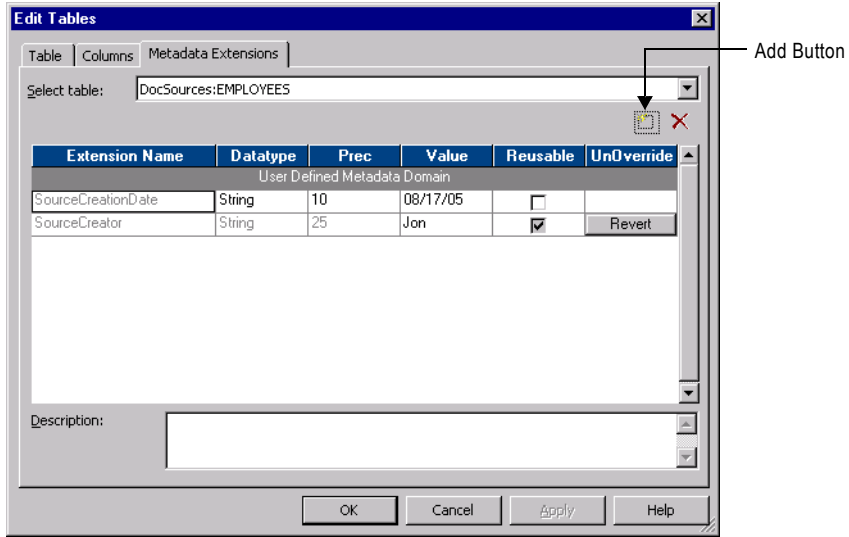 Edit Tables
Table Columns Metadata Extensions
Add Button
Select table: DocSources:EMPLOYEES
Extension Name Datatype Prec Value Reusable UnOverride
User Defined Metadata Domain
SourceCreationDate String 10 08/17/05
SourceCreator String 25 Jon Revert
Description:
OK Cancel Apply Help